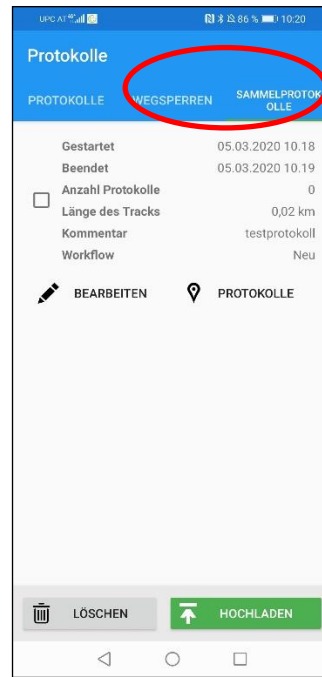 UPC AT 86 % 10:20
Protokolle
PROTOKOLLE WEGSPERREN SAMMELPROTOK
OLLE
Gestartet 05.03.2020 10.18
Beendet 05.03.2020 10.19
Anzahl Protokolle 0
Länge des Tracks 0,02 km
Kommentar testprotokoll
Workflow Neu
BEARBEITEN PROTOKOLLE
LÖSCHEN HOCHLADEN